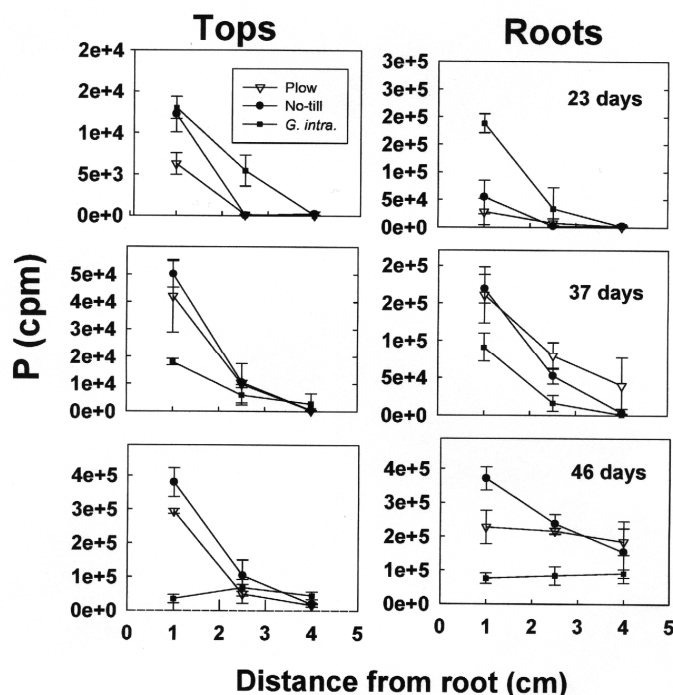 Tops
Roots
2e+4
2e+4
1e+4
5e+3
0e+0
Plow
No-till
G. intra.
3e+5
3e+5
2e+5
2e+5
1e+5
5e+4
0e+0
23 days
5e+4
4e+4
3e+4
2e+4
1e+4
0e+0
2e+5
2e+5
1e+5
5e+4
0e+0
37 days
4e+5
3e+5
2e+5
1e+5
0e+0
4e+5
3e+5
2e+5
1e+5
0e+0
46 days
0 1 2 3 4 5
0 1 2 3 4 5
P (cpm)
Distance from root (cm)